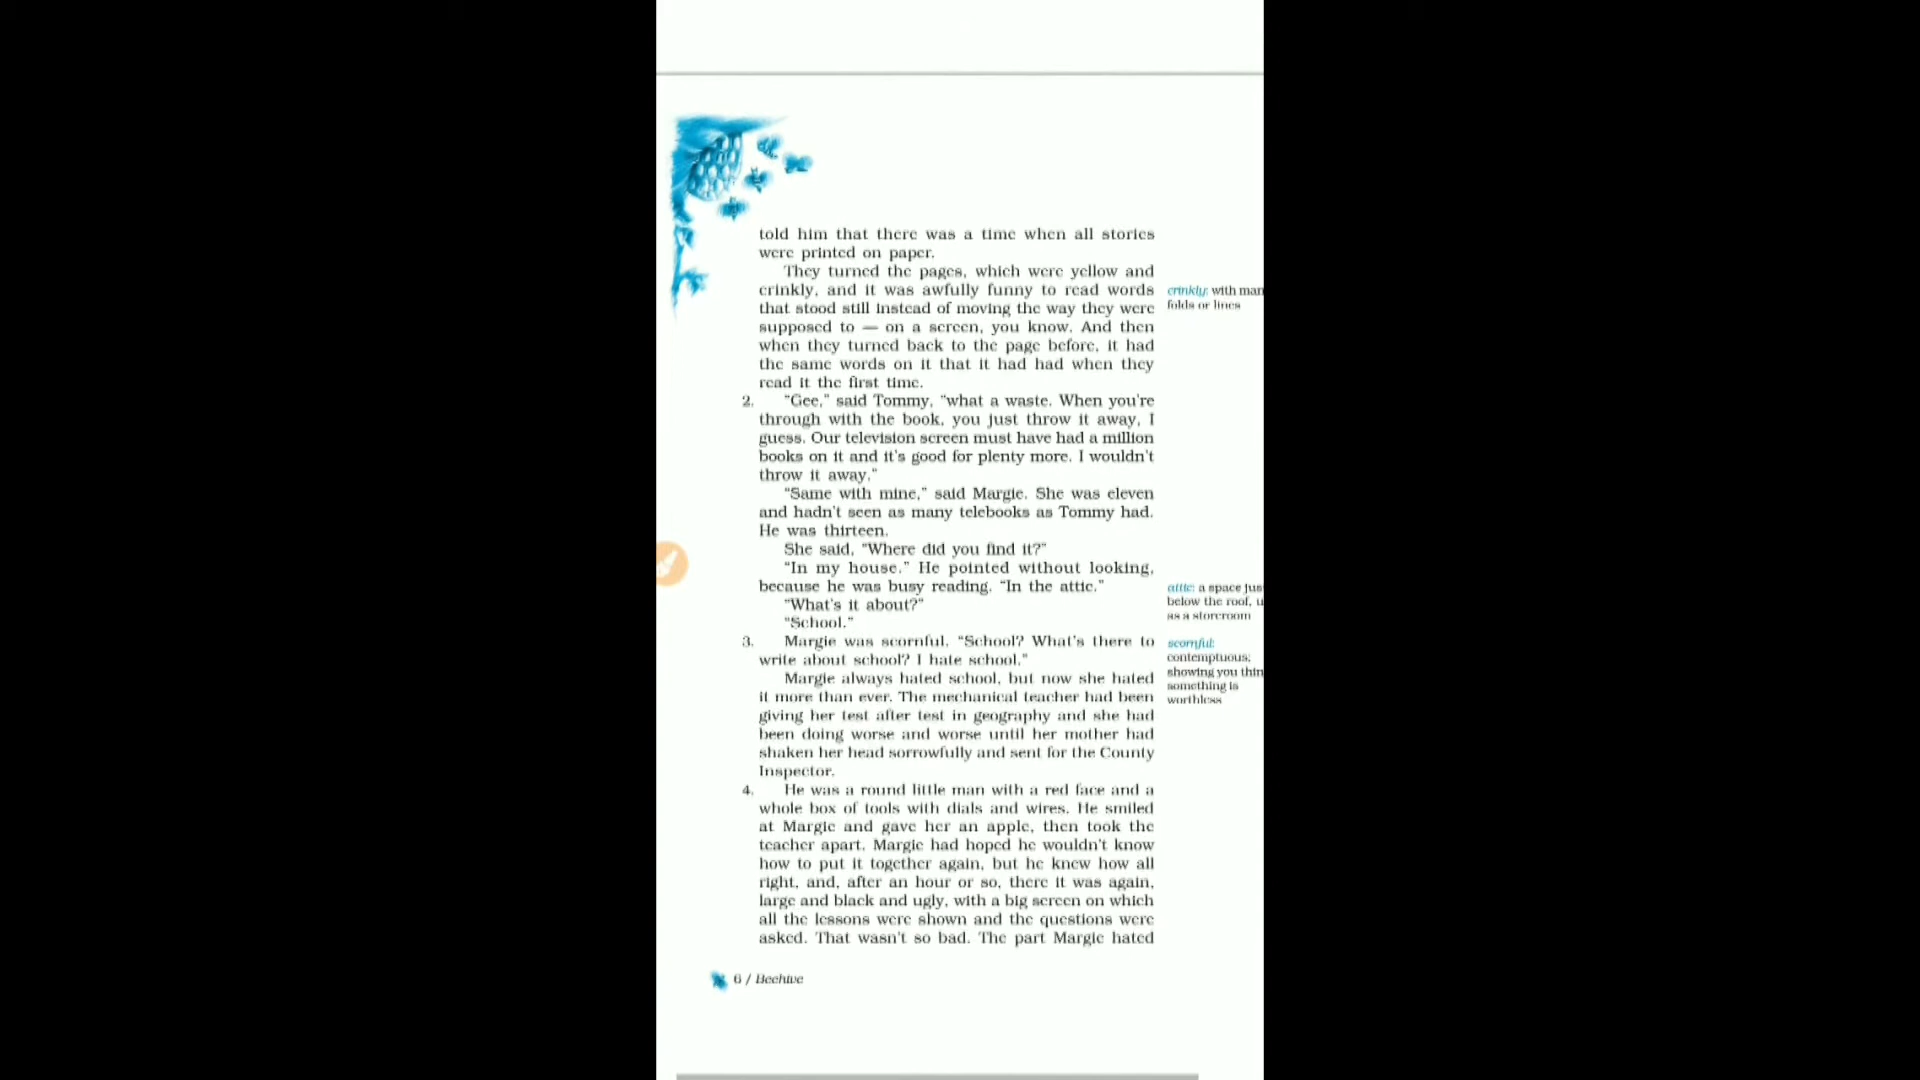 told him that there was a time when all stories
were printed on paper.
They turned the pages, which were yellow and
crinkly, and it was awfully funny to read words
that stood still instead of moving the way they were
supposed to — on a screen, you know. And then
when they turned back to the page before, it had
the same words on it that it had had when they
read it the first time.
2. “Gee,” said Tommy, “what a waste. When you're
through with the book, you just throw it away, I
guess. Our television screen must have had a million
books on it and it's good for plenty more. I wouldn't
throw it away.”
“Same with mine,” said Margie. She was eleven
and hadn't seen as many telebooks as Tommy had.
He was thirteen.
She said, “Where did you find it?”
“In my house.” He pointed without looking,
because he was busy reading. “In the attic.”
“What's it about?”
“School.”
3. Margie was scornful. “School? What's there to
write about school? I hate school.”
Margie always hated school, but now she hated
it more than ever. The mechanical teacher had been
giving her test after test in geography and she had
been doing worse and worse until her mother had
shaken her head sorrowfully and sent for the County
Inspector.
4. He was a round little man with a red face and a
whole box of tools with dials and wires. He smiled
at Margie and gave her an apple, then took the
teacher apart. Margie had hoped he wouldn't know
how to put it together again, but he knew how all
right, and, after an hour or so, there it was again,
large and black and ugly, with a big screen on which
all the lessons were shown and the questions were
asked. That wasn't so bad. The part Margie hated
crinkly: with man
folds or lines
attic: a space jus
below the roof, u
as a storeroom
scornful:
contemptuous;
showing you thin
something is
worthless
6 / Beehive